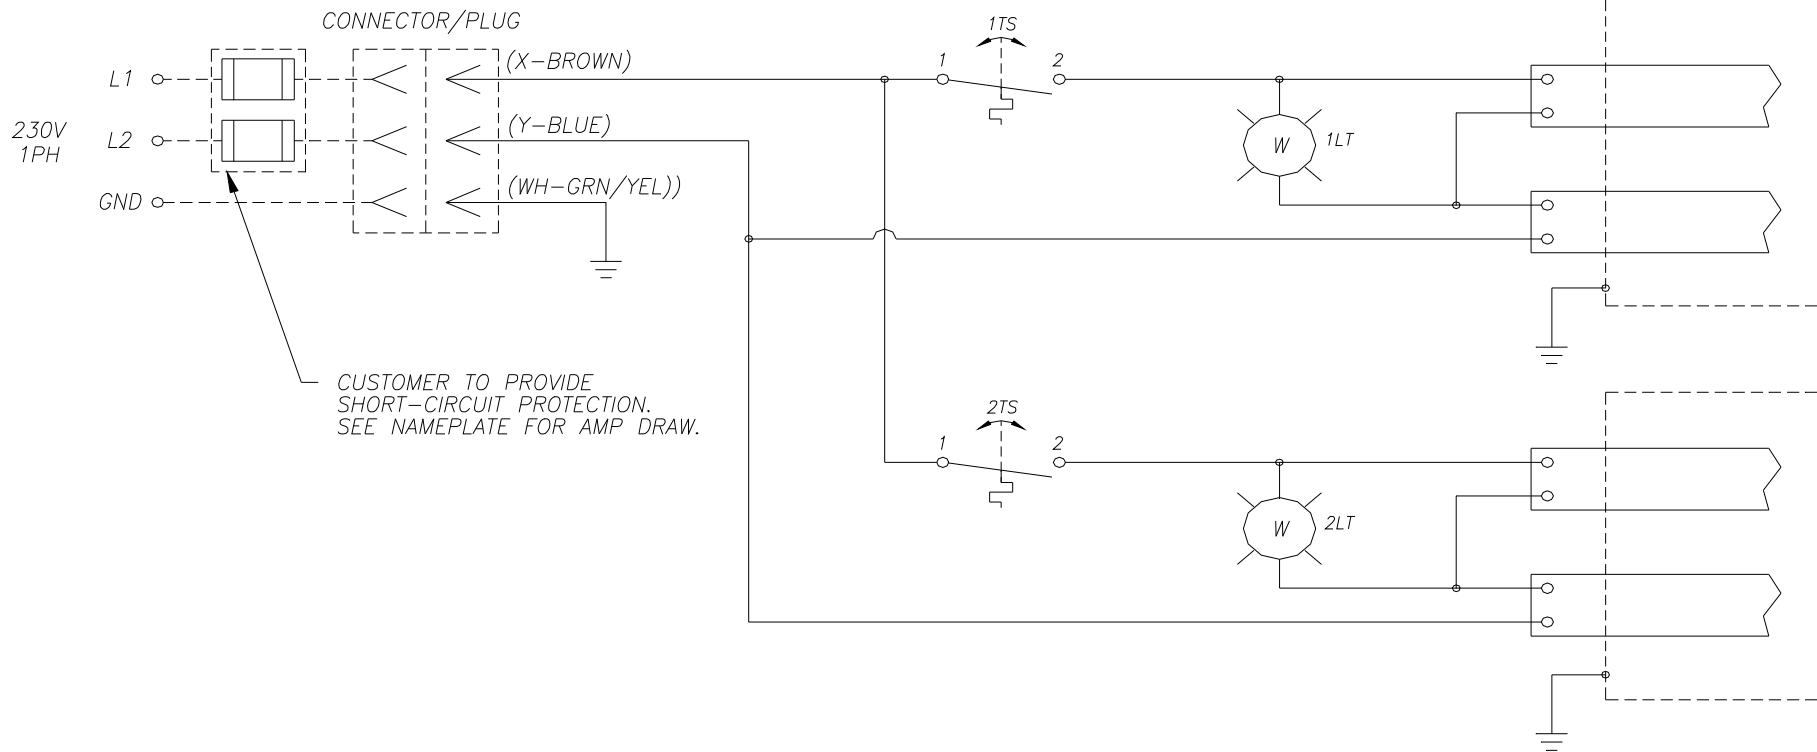 CONNECTOR/PLUG
1TS
L1
(X-BROWN)
1
2
230V
1PH
L2
(Y-BLUE)
W
1LT
GND
(WH-GRN/YEL))
CUSTOMER TO PROVIDE
SHORT-CIRCUIT PROTECTION.
SEE NAMEPLATE FOR AMP DRAW.
2TS
1
2
W
2LT